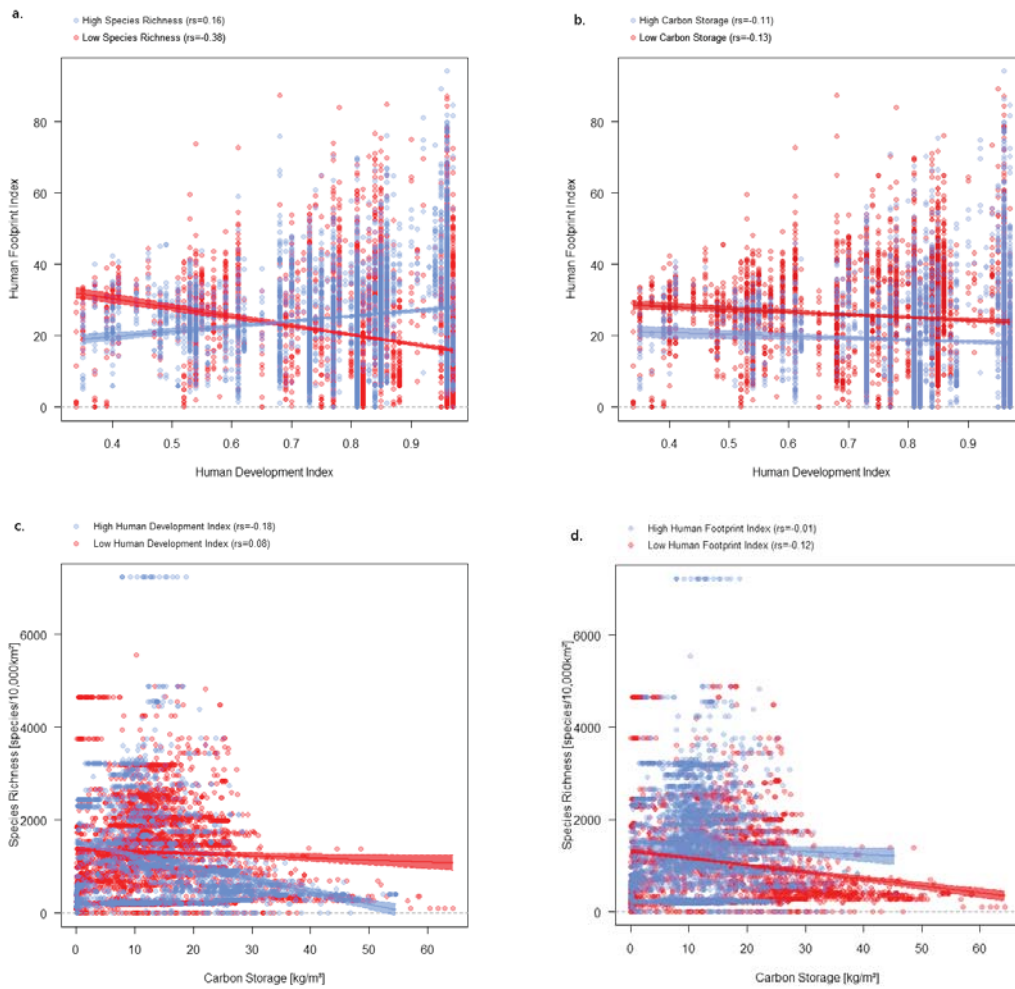 a.
High Species Richness (rs=0.16)
Low Species Richness (rs=-0.38)
80
60
40
20
0
Human Footprint Index
0.4 0.5 0.6 0.7 0.8 0.9
Human Development Index
b.
High Carbon Storage (rs=-0.11)
Low Carbon Storage (rs=-0.13)
80
60
40
20
0
Human Footprint Index
0.4 0.5 0.6 0.7 0.8 0.9
Human Development Index
c.
High Human Development Index (rs=-0.18)
Low Human Development Index (rs=0.08)
6000
4000
2000
0
Species Richness [species/10,000km²]
0 10 20 30 40 50 60
Carbon Storage [kg/m²]
d.
High Human Footprint Index (rs=-0.01)
Low Human Footprint Index (rs=-0.12)
6000
4000
2000
0
Species Richness [species/10,000km²]
0 10 20 30 40 50 60
Carbon Storage [kg/m²]